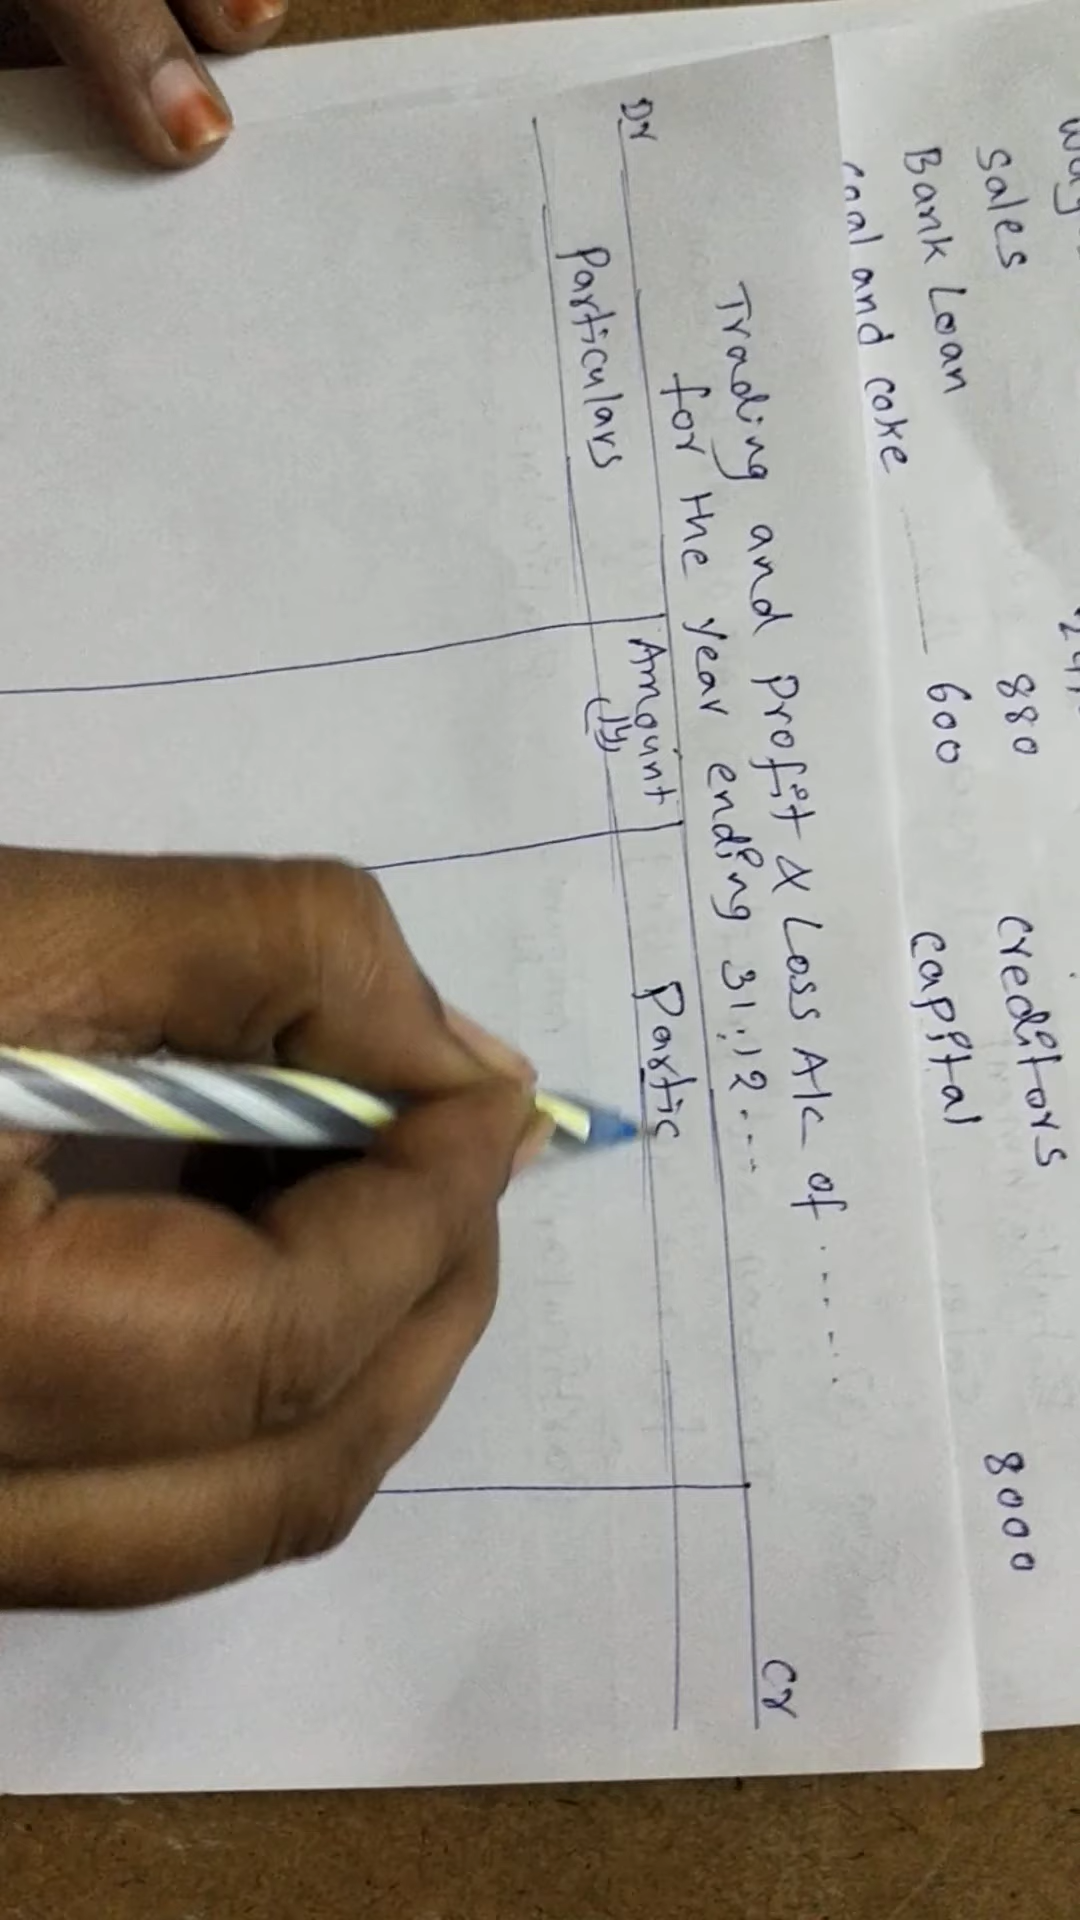 Sales 880 Creditors 8000
Bank Loan 600 capital
coal and coke
Trading and Profit & Loss A/c of ......
for the year ending 31.12...
Dr Cr
Particulars Amount Partic